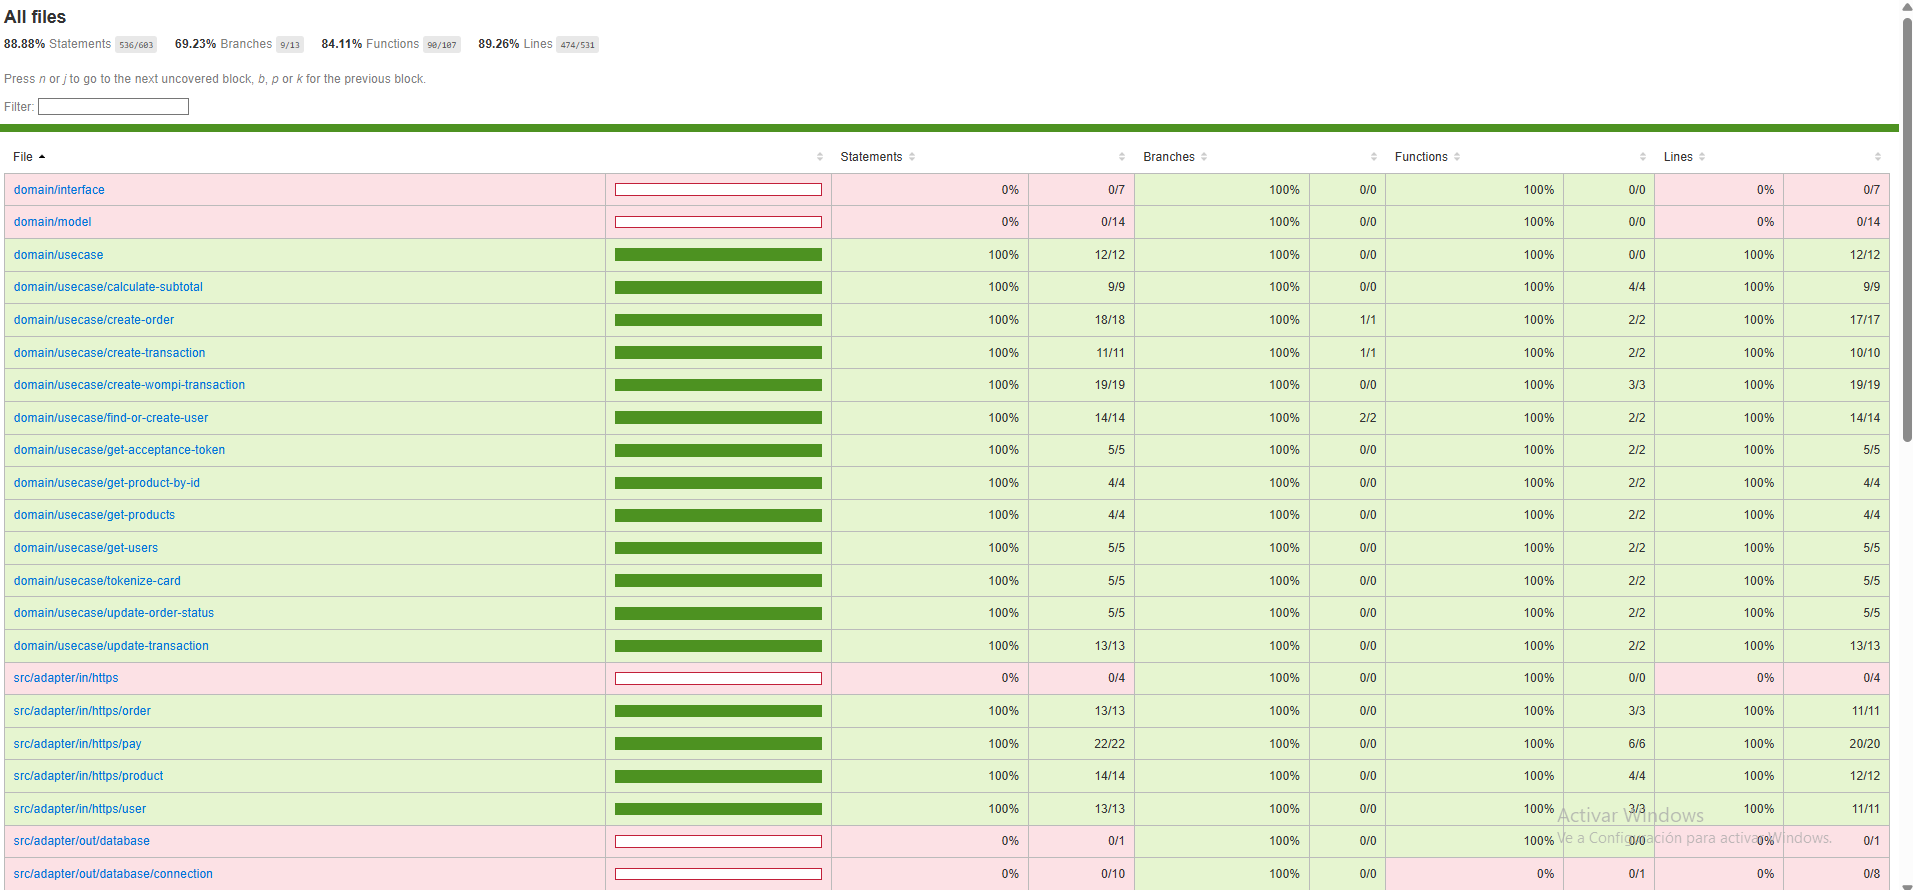 All files
88.88% Statements 536/603 69.23% Branches 9/13 84.11% Functions 90/107 89.26% Lines 474/531
Press n or j to go to the next uncovered block, b, p or k for the previous block.
Filter:
File Statements Branches Functions Lines
domain/interface 0% 0/7 100% 0/0 100% 0/0 0% 0/7
domain/model 0% 0/14 100% 0/0 100% 0/0 0% 0/14
domain/usecase 100% 12/12 100% 0/0 100% 0/0 100% 12/12
domain/usecase/calculate-subtotal 100% 9/9 100% 0/0 100% 4/4 100% 9/9
domain/usecase/create-order 100% 18/18 100% 1/1 100% 2/2 100% 17/17
domain/usecase/create-transaction 100% 11/11 100% 1/1 100% 2/2 100% 10/10
domain/usecase/create-wompi-transaction 100% 19/19 100% 0/0 100% 3/3 100% 19/19
domain/usecase/find-or-create-user 100% 14/14 100% 2/2 100% 2/2 100% 14/14
domain/usecase/get-acceptance-token 100% 5/5 100% 0/0 100% 2/2 100% 5/5
domain/usecase/get-product-by-id 100% 4/4 100% 0/0 100% 2/2 100% 4/4
domain/usecase/get-products 100% 4/4 100% 0/0 100% 2/2 100% 4/4
domain/usecase/get-users 100% 5/5 100% 0/0 100% 2/2 100% 5/5
domain/usecase/tokenize-card 100% 5/5 100% 0/0 100% 2/2 100% 5/5
domain/usecase/update-order-status 100% 5/5 100% 0/0 100% 2/2 100% 5/5
domain/usecase/update-transaction 100% 13/13 100% 0/0 100% 2/2 100% 13/13
src/adapter/in/https 0% 0/4 100% 0/0 100% 0/0 0% 0/4
src/adapter/in/https/order 100% 13/13 100% 0/0 100% 3/3 100% 11/11
src/adapter/in/https/pay 100% 22/22 100% 0/0 100% 6/6 100% 20/20
src/adapter/in/https/product 100% 14/14 100% 0/0 100% 4/4 100% 12/12
src/adapter/in/https/user 100% 13/13 100% 0/0 100% 3/3 100% 11/11
Activar Windows
src/adapter/out/database 0% 0/1 100% 0/0 100% 0/0 0% 0/1
Ve a Configuración para activar Windows.
src/adapter/out/database/connection 0% 0/10 100% 0/0 0% 0/1 0% 0/8